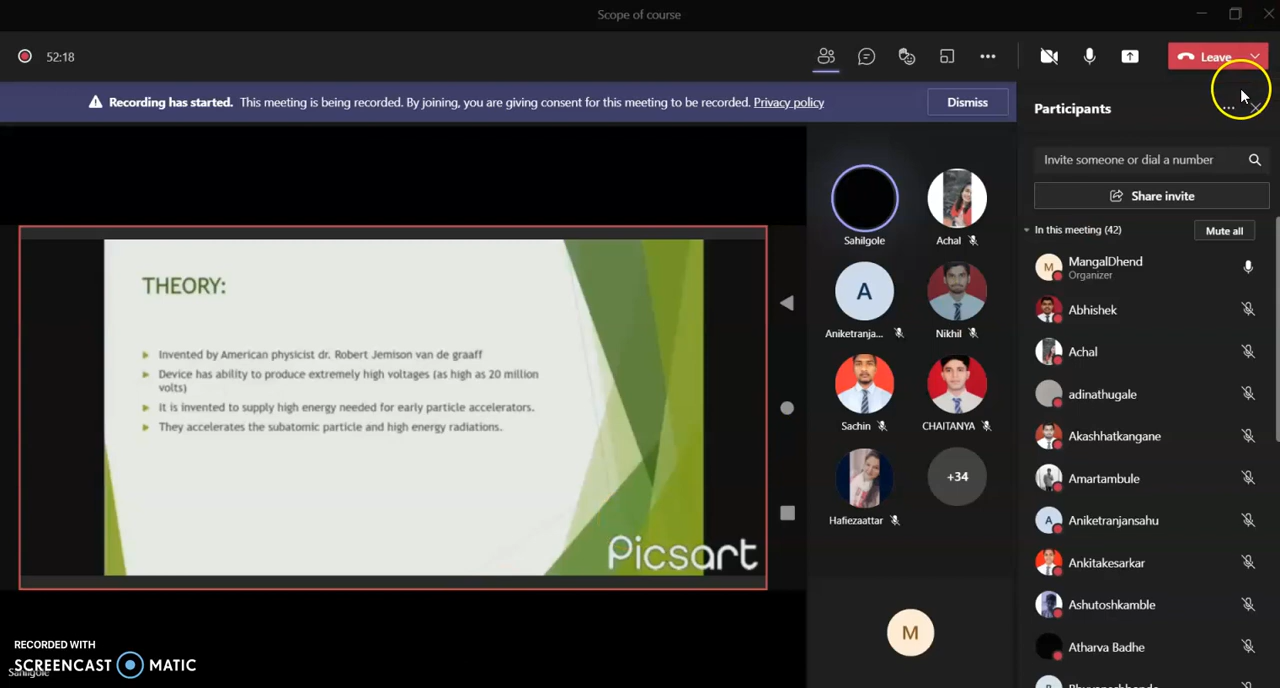 Scope of course
52:18
Leave
Recording has started. This meeting is being recorded. By joining, you are giving consent for this meeting to be recorded. Privacy policy
Dismiss
Participants
Invite someone or dial a number
Share invite
In this meeting (42)
Mute all
THEORY:
Invented by American physicist dr. Robert Jemison van de graaff
Device has ability to produce extremely high voltages (as high as 20 million
volts)
It is invented to supply high energy needed for early particle accelerators.
They accelerates the subatomic particle and high energy radiations.
Picsart
Sahilgole
Achal
A
Aniketranja...
Nikhil
Sachin
CHAITANYA
Hafiezaattar
+34
M
M
MangalDhend
Organizer
Abhishek
Achal
adinathugale
Akashhatkangane
Amartambule
A
Aniketranjansahu
Ankitakesarkar
Ashutoshkamble
Atharva Badhe
RECORDED WITH
SCREENCAST MATIC
Sahilgole